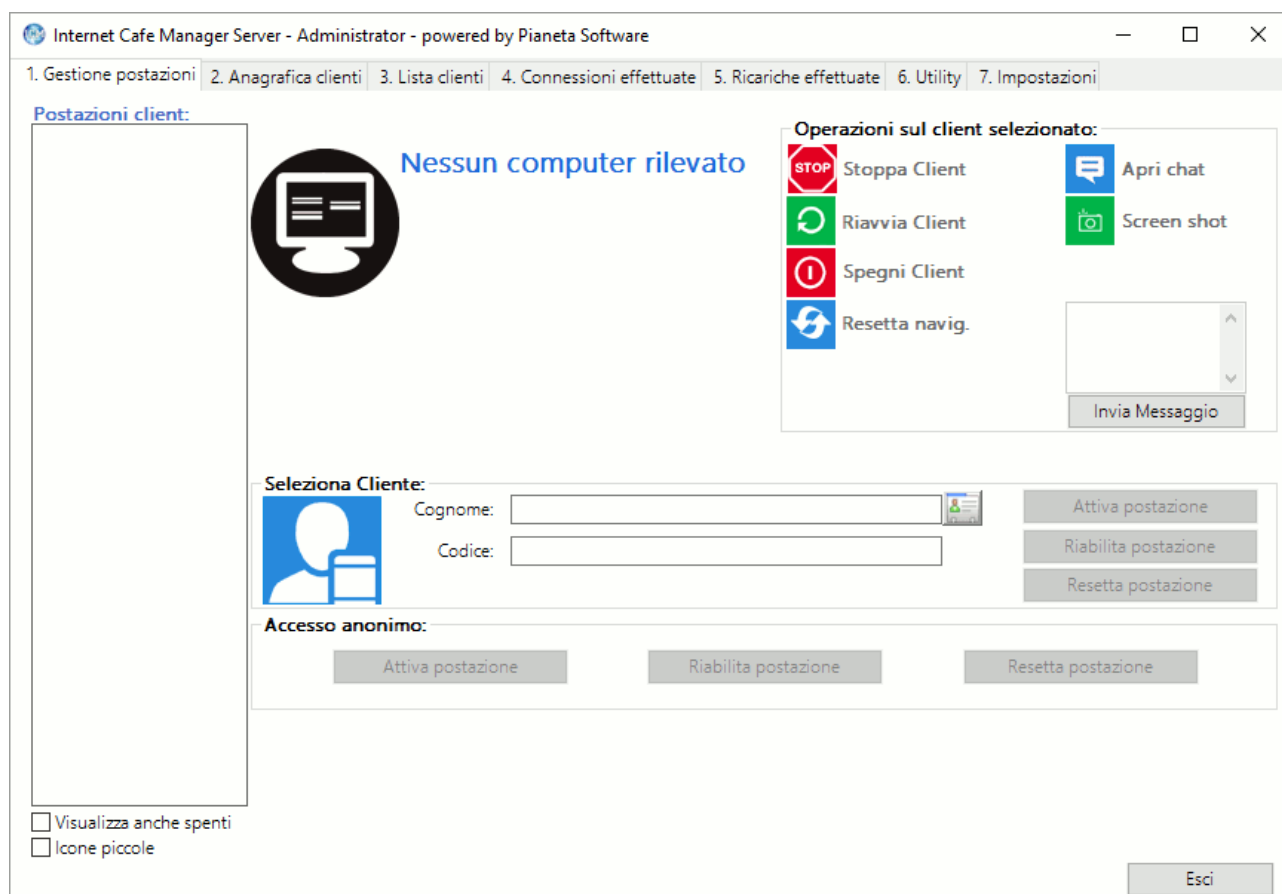 Internet Cafe Manager Server - Administrator - powered by Pianeta Software
1. Gestione postazioni 2. Anagrafica clienti 3. Lista clienti 4. Connessioni effettuate 5. Ricariche effettuate 6. Utility 7. Impostazioni
Postazioni client:
Nessun computer rilevato
Operazioni sul client selezionato:
STOP Stoppa Client
Apri chat
Riavvia Client
Screen shot
Spegni Client
Resetta navig.
Invia Messaggio
Seleziona Cliente:
Cognome:
Attiva postazione
Codice:
Riabilita postazione
Resetta postazione
Accesso anonimo:
Attiva postazione Riabilita postazione Resetta postazione
Visualizza anche spenti
Icone piccole
Esci